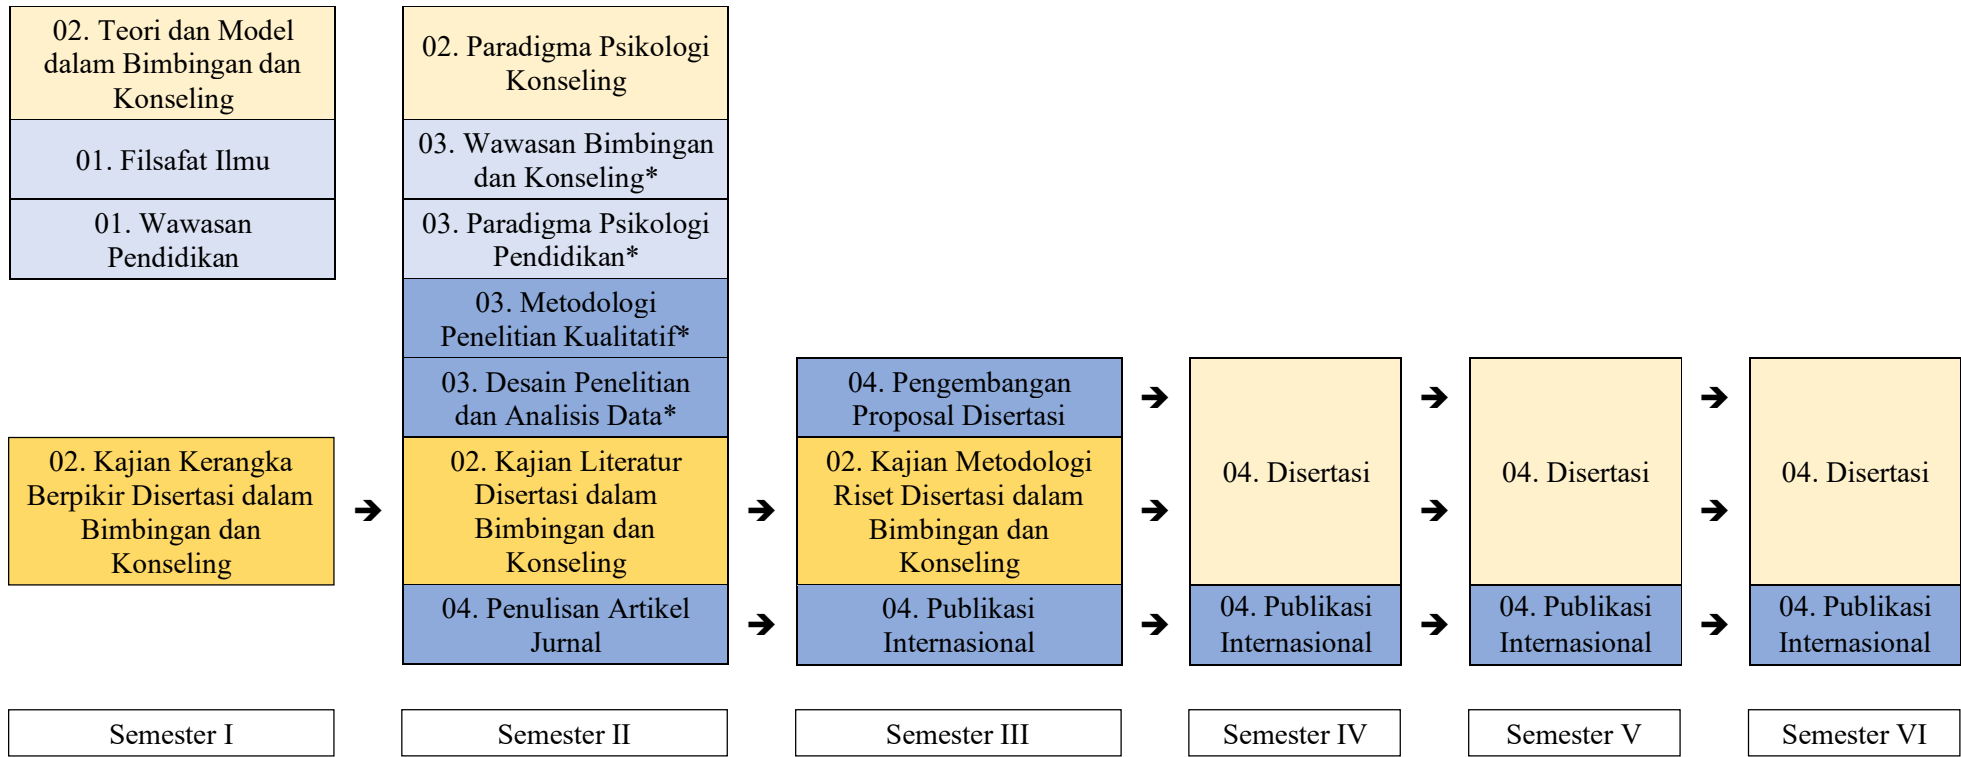 02. Teori dan Model
dalam Bimbingan dan
Konseling
01. Filsafat Ilmu
01. Wawasan
Pendidikan
02. Kajian Kerangka
Berpikir Disertasi dalam
Bimbingan dan
Konseling
➔
02. Paradigma Psikologi
Konseling
03. Wawasan Bimbingan
dan Konseling*
03. Paradigma Psikologi
Pendidikan*
03. Metodologi
Penelitian Kualitatif*
03. Desain Penelitian
dan Analisis Data*
02. Kajian Literatur
Disertasi dalam
Bimbingan dan
Konseling
04. Penulisan Artikel
Jurnal
➔
➔
04. Pengembangan
Proposal Disertasi
02. Kajian Metodologi
Riset Disertasi dalam
Bimbingan dan
Konseling
04. Publikasi
Internasional
➔
➔
➔
04. Disertasi
04. Publikasi
Internasional
➔
➔
➔
04. Disertasi
04. Publikasi
Internasional
➔
➔
➔
04. Disertasi
04. Publikasi
Internasional
Semester I
Semester II
Semester III
Semester IV
Semester V
Semester VI